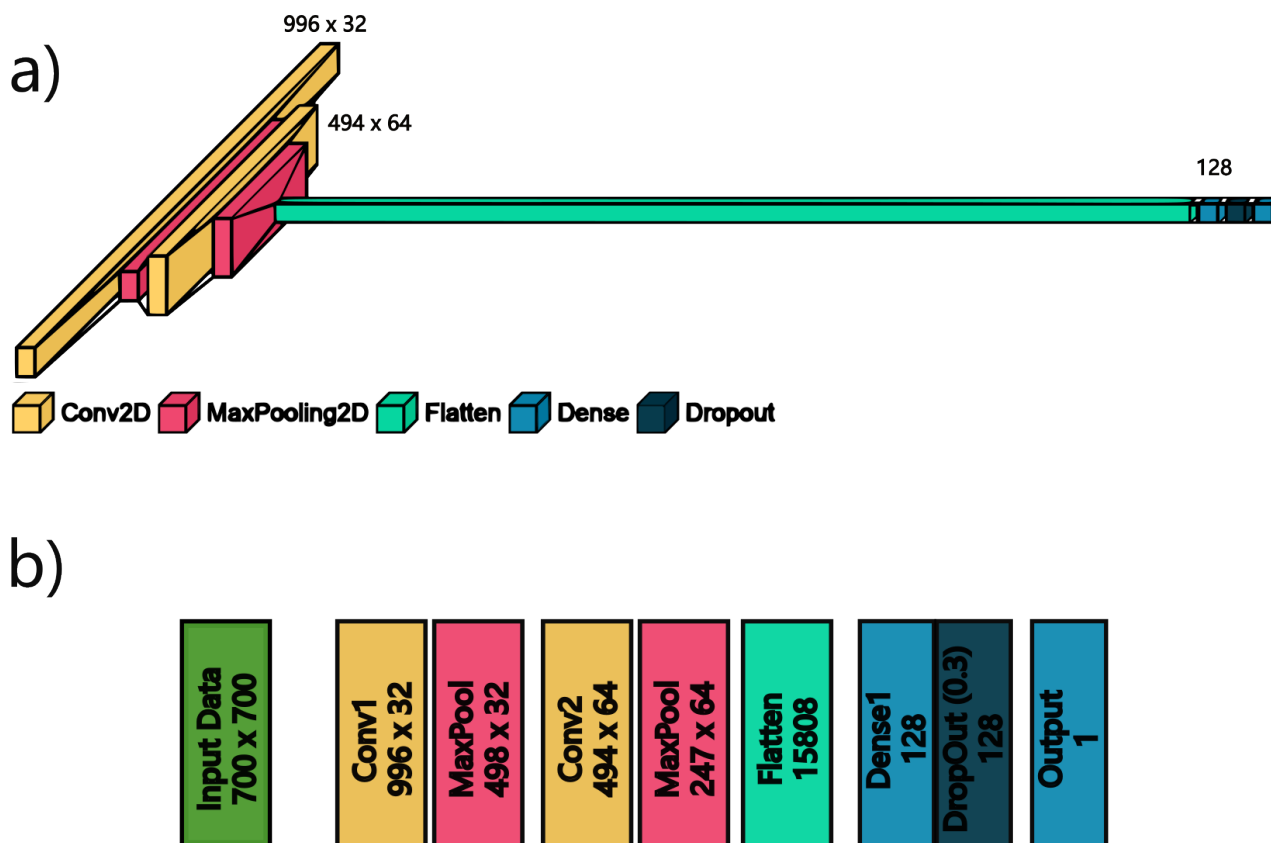 996 x 32
a)
494 x 64
128
Conv2D MaxPooling2D Flatten Dense Dropout
b)
Input Data
700 x 700
Conv1
996 x 32
MaxPool
498 x 32
Conv2
494 x 64
MaxPool
247 x 64
Flatten
15808
Dense1
128
DropOut (0.3)
128
Output
1